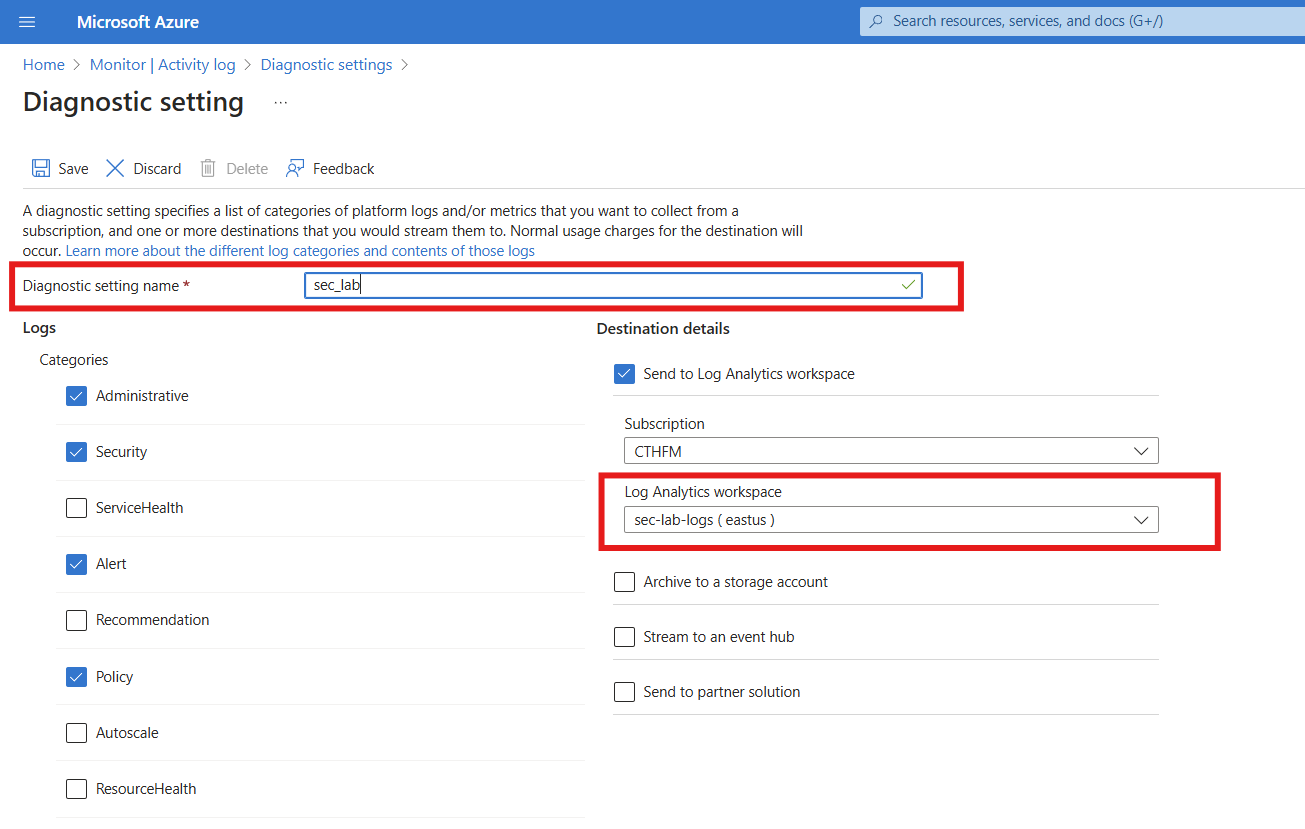 Microsoft Azure
Search resources, services, and docs (G+/)
Home > Monitor | Activity log > Diagnostic settings >
Diagnostic setting ...
Save Discard Delete Feedback
A diagnostic setting specifies a list of categories of platform logs and/or metrics that you want to collect from a
subscription, and one or more destinations that you would stream them to. Normal usage charges for the destination will
occur. Learn more about the different log categories and contents of those logs
Diagnostic setting name *
sec_lab
Logs
Categories
Administrative
Security
ServiceHealth
Alert
Recommendation
Policy
Autoscale
ResourceHealth
Destination details
Send to Log Analytics workspace
Subscription
CTHFM
Log Analytics workspace
sec-lab-logs ( eastus )
Archive to a storage account
Stream to an event hub
Send to partner solution